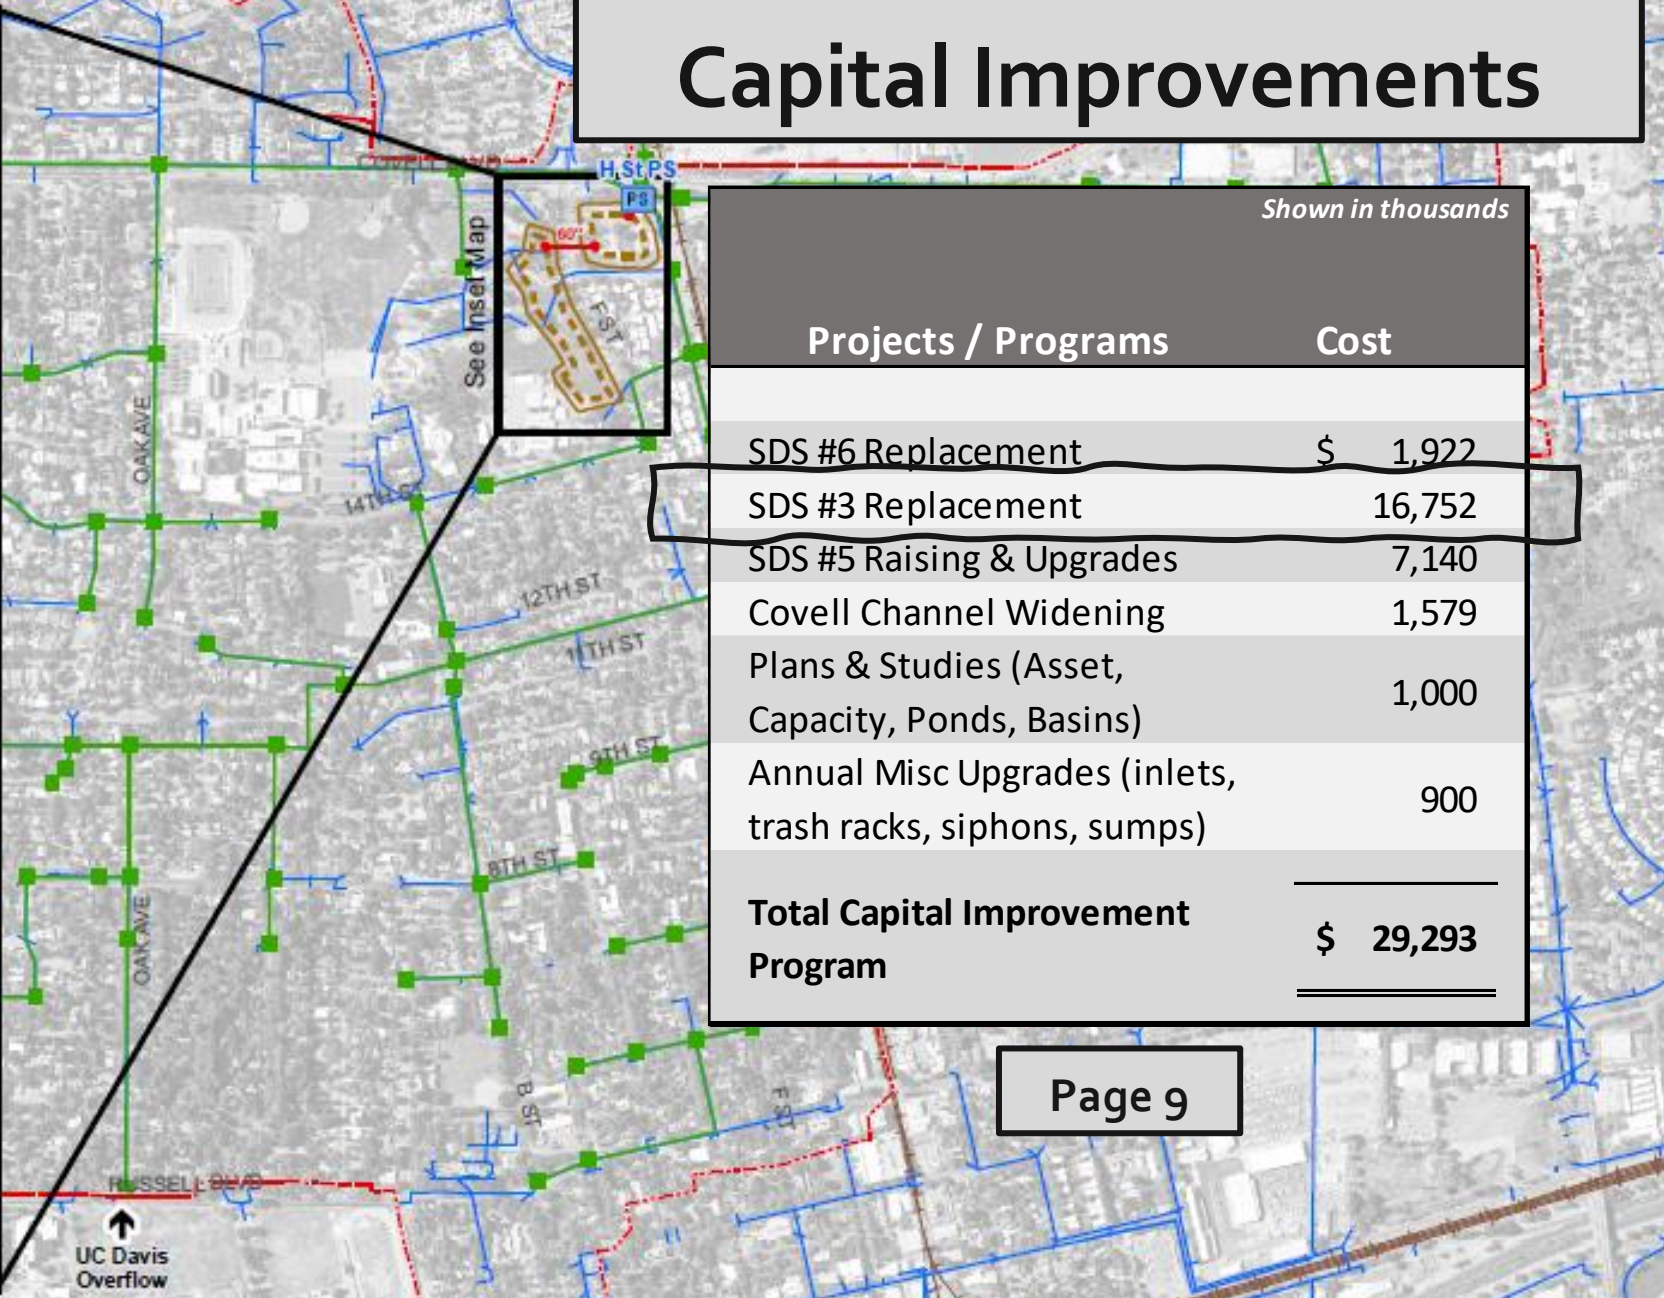 Capital Improvements
COVELL BLVD
H St PS
PS
Shown in thousands
See Inset Map
60"
F ST
Projects / Programs Cost
SDS #6 Replacement $ 1,922
SDS #3 Replacement 16,752
SDS #5 Raising & Upgrades 7,140
Covell Channel Widening 1,579
Plans & Studies (Asset,
Capacity, Ponds, Basins) 1,000
Annual Misc Upgrades (inlets,
trash racks, siphons, sumps) 900
Total Capital Improvement
Program $ 29,293
OAK AVE
14TH ST
12TH ST
11TH ST
9TH ST
8TH ST
OAK AVE
B ST
F ST
Page 9
RUSSELL BLVD
UC Davis
Overflow